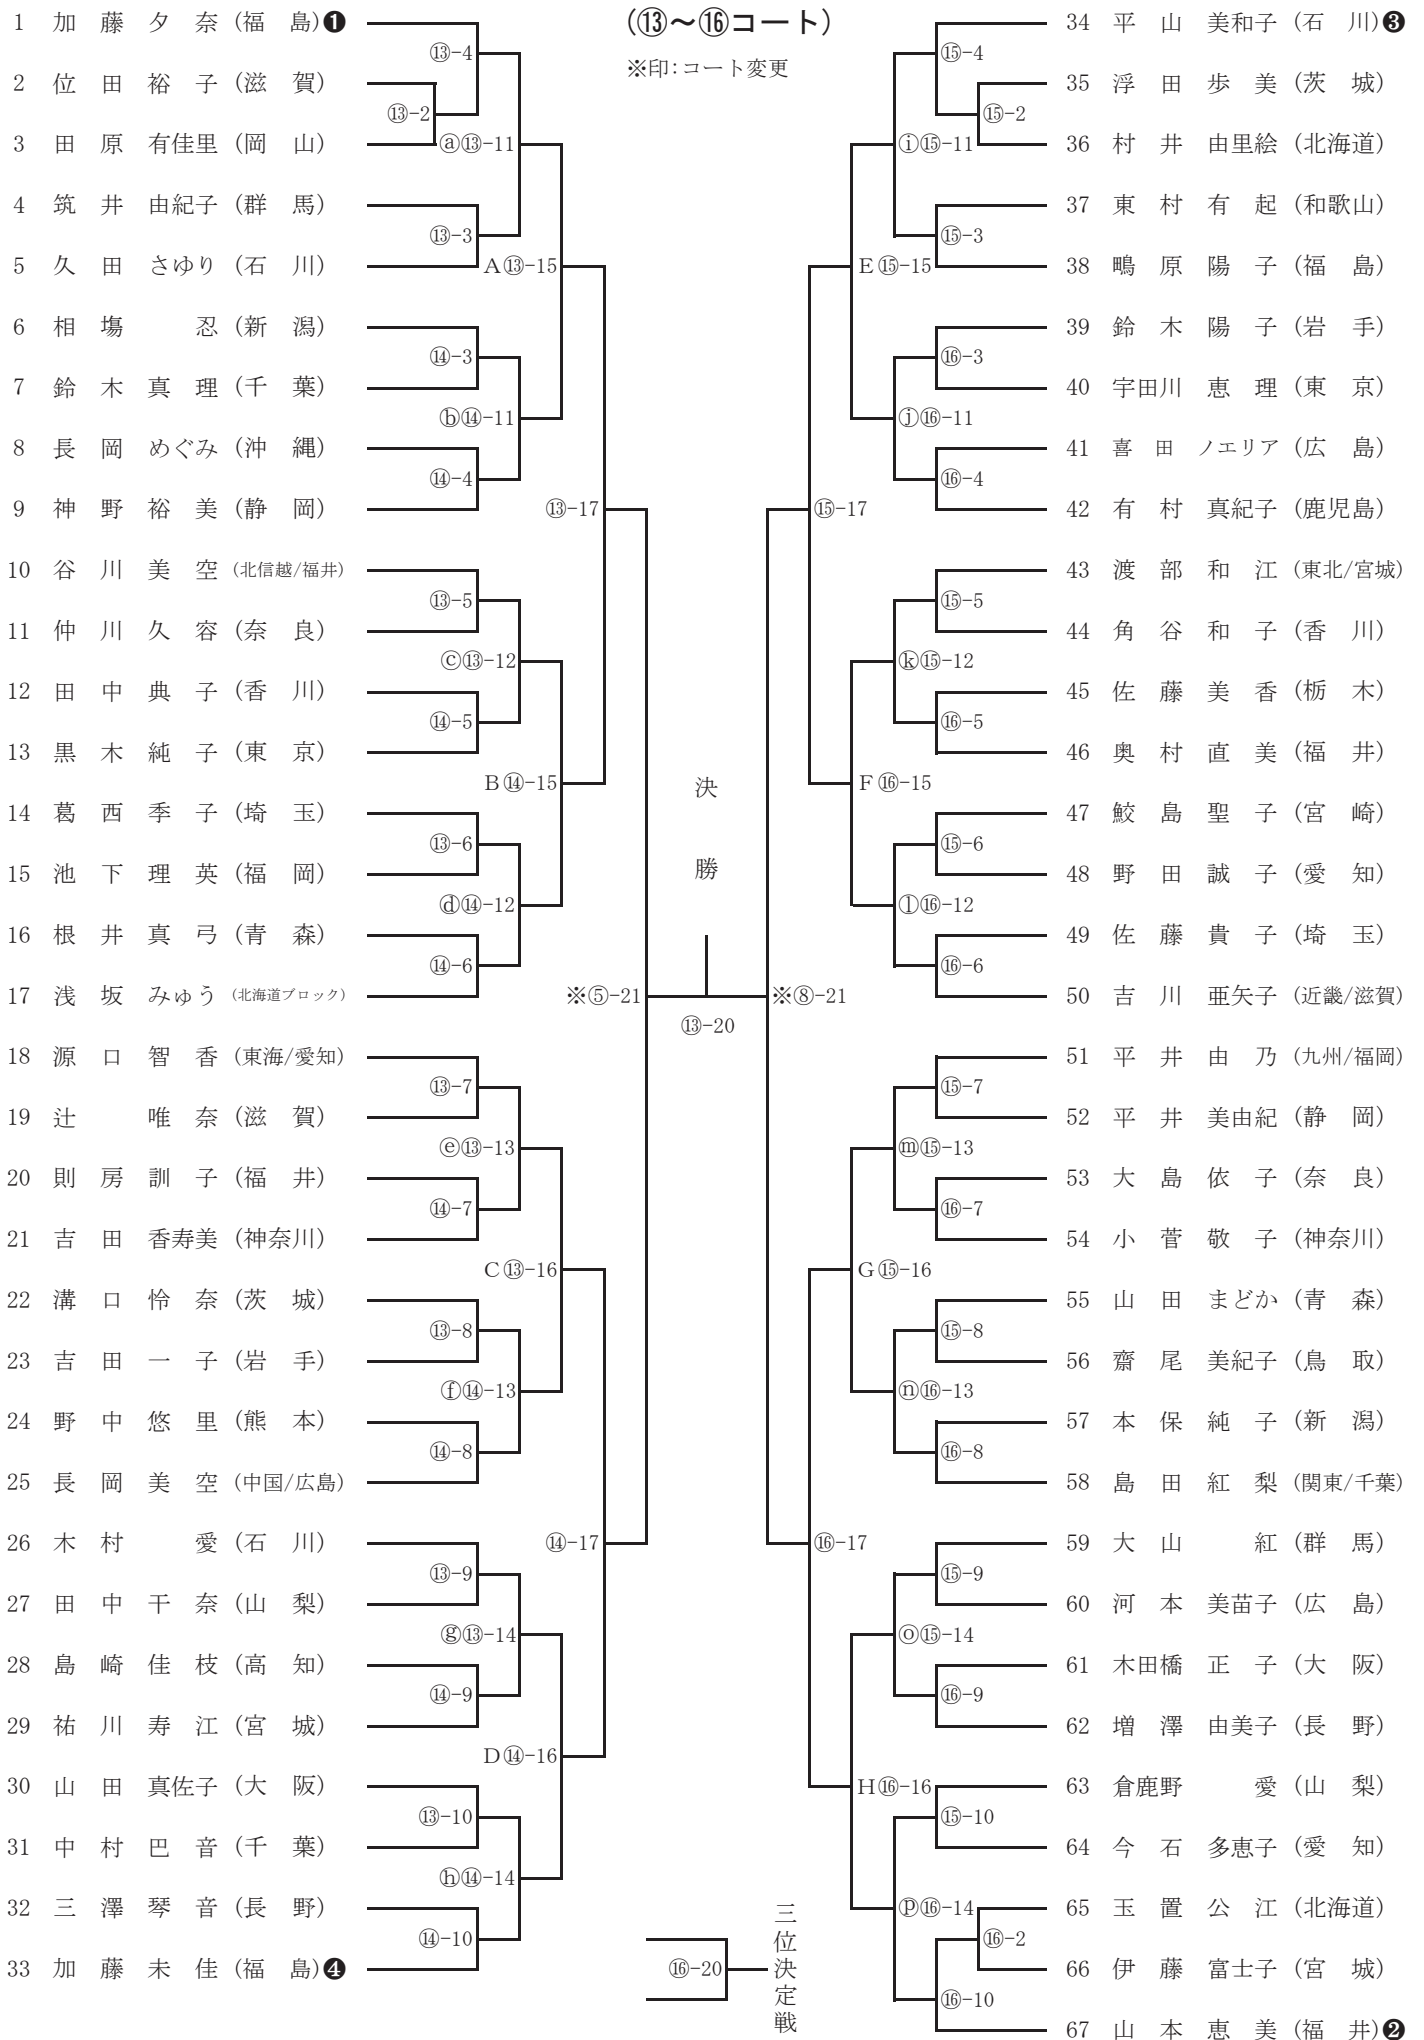 (⑬～⑯コート)
※印：コート変更
1 加藤夕奈（福島）❶
2 位田裕子（滋賀）
3 田原有佳里（岡山）
4 筑井由紀子（群馬）
5 久田さゆり（石川）
6 相塲忍（新潟）
7 鈴木真理（千葉）
8 長岡めぐみ（沖縄）
9 神野裕美（静岡）
10 谷川美空（北信越/福井）
11 仲川久容（奈良）
12 田中典子（香川）
13 黒木純子（東京）
14 葛西季子（埼玉）
15 池下理英（福岡）
16 根井真弓（青森）
17 浅坂みゅう（北海道ブロック）
18 源口智香（東海/愛知）
19 辻唯奈（滋賀）
20 則房訓子（福井）
21 吉田香寿美（神奈川）
22 溝口怜奈（茨城）
23 吉田一子（岩手）
24 野中悠里（熊本）
25 長岡美空（中国/広島）
26 木村愛（石川）
27 田中干奈（山梨）
28 島崎佳枝（高知）
29 祐川寿江（宮城）
30 山田真佐子（大阪）
31 中村巴音（千葉）
32 三澤琴音（長野）
33 加藤未佳（福島）❹
⑬-4
⑬-2
ⓐ⑬-11
⑬-3
A⑬-15
⑭-3
ⓑ⑭-11
⑭-4
⑬-17
⑬-5
ⓒ⑬-12
⑭-5
B⑭-15
⑬-6
ⓓ⑭-12
⑭-6
※⑤-21
⑬-7
ⓔ⑬-13
⑭-7
C⑬-16
⑬-8
ⓕ⑭-13
⑭-8
⑭-17
⑬-9
ⓖ⑬-14
⑭-9
D⑭-16
⑬-10
ⓗ⑭-14
⑭-10
決勝
⑬-20
三位決定戦
⑯-20
34 平山美和子（石川）❸
35 浮田歩美（茨城）
36 村井由里絵（北海道）
37 東村有起（和歌山）
38 鴫原陽子（福島）
39 鈴木陽子（岩手）
40 宇田川恵理（東京）
41 喜田ノエリア（広島）
42 有村真紀子（鹿児島）
43 渡部和江（東北/宮城）
44 角谷和子（香川）
45 佐藤美香（栃木）
46 奥村直美（福井）
47 鮫島聖子（宮崎）
48 野田誠子（愛知）
49 佐藤貴子（埼玉）
50 吉川亜矢子（近畿/滋賀）
51 平井由乃（九州/福岡）
52 平井美由紀（静岡）
53 大島依子（奈良）
54 小菅敬子（神奈川）
55 山田まどか（青森）
56 齋尾美紀子（鳥取）
57 本保純子（新潟）
58 島田紅梨（関東/千葉）
59 大山紅（群馬）
60 河本美苗子（広島）
61 木田橋正子（大阪）
62 増澤由美子（長野）
63 倉鹿野愛（山梨）
64 今石多恵子（愛知）
65 玉置公江（北海道）
66 伊藤富士子（宮城）
67 山本恵美（福井）❷
⑮-4
⑮-2
ⓘ⑮-11
⑮-3
E⑮-15
⑯-3
ⓙ⑯-11
⑯-4
⑮-17
⑮-5
ⓚ⑮-12
⑯-5
F⑯-15
⑮-6
ⓛ⑯-12
⑯-6
※⑧-21
⑮-7
ⓜ⑮-13
⑯-7
G⑮-16
⑮-8
ⓝ⑯-13
⑯-8
⑯-17
⑮-9
ⓞ⑮-14
⑯-9
H⑯-16
⑮-10
ⓟ⑯-14
⑯-2
⑯-10